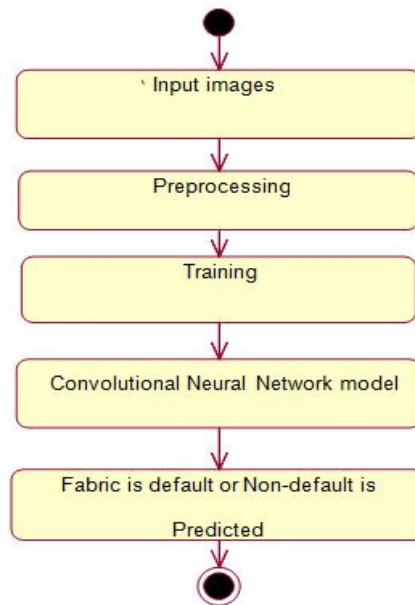 Input images
Preprocessing
Training
Convolutional Neural Network model
Fabric is default or Non-default is
Predicted